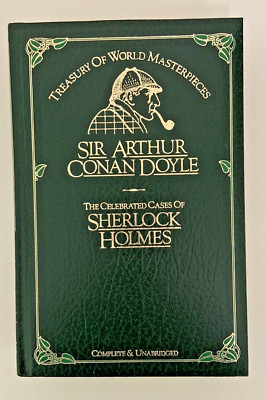 TREASURY OF WORLD MASTERPIECES
SIR ARTHUR
CONAN DOYLE
THE CELEBRATED CASES OF
SHERLOCK
HOLMES
COMPLETE & UNABRIDGED